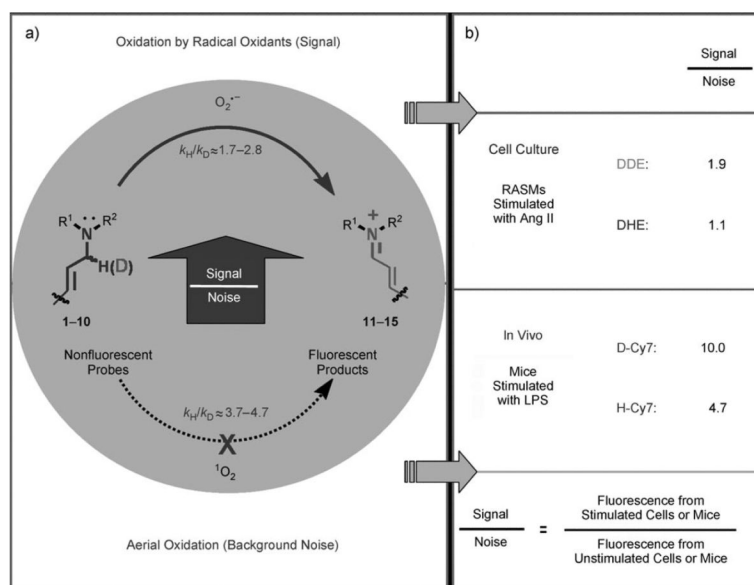 a)
Oxidation by Radical Oxidants (Signal)
O₂•−
kH/kD≈1.7–2.8
R¹ N R²
H(D)
1–10
Nonfluorescent
Probes
Signal
Noise
R¹ + N R²
11–15
Fluorescent
Products
kH/kD≈3.7–4.7
X
¹O₂
Aerial Oxidation (Background Noise)
b)
Signal
Noise
Cell Culture
RASMs
Stimulated
with Ang II
DDE: 1.9
DHE: 1.1
In Vivo
Mice
Stimulated
with LPS
D-Cy7: 10.0
H-Cy7: 4.7
Signal
Noise
=
Fluorescence from
Stimulated Cells or Mice
Fluorescence from
Unstimulated Cells or Mice